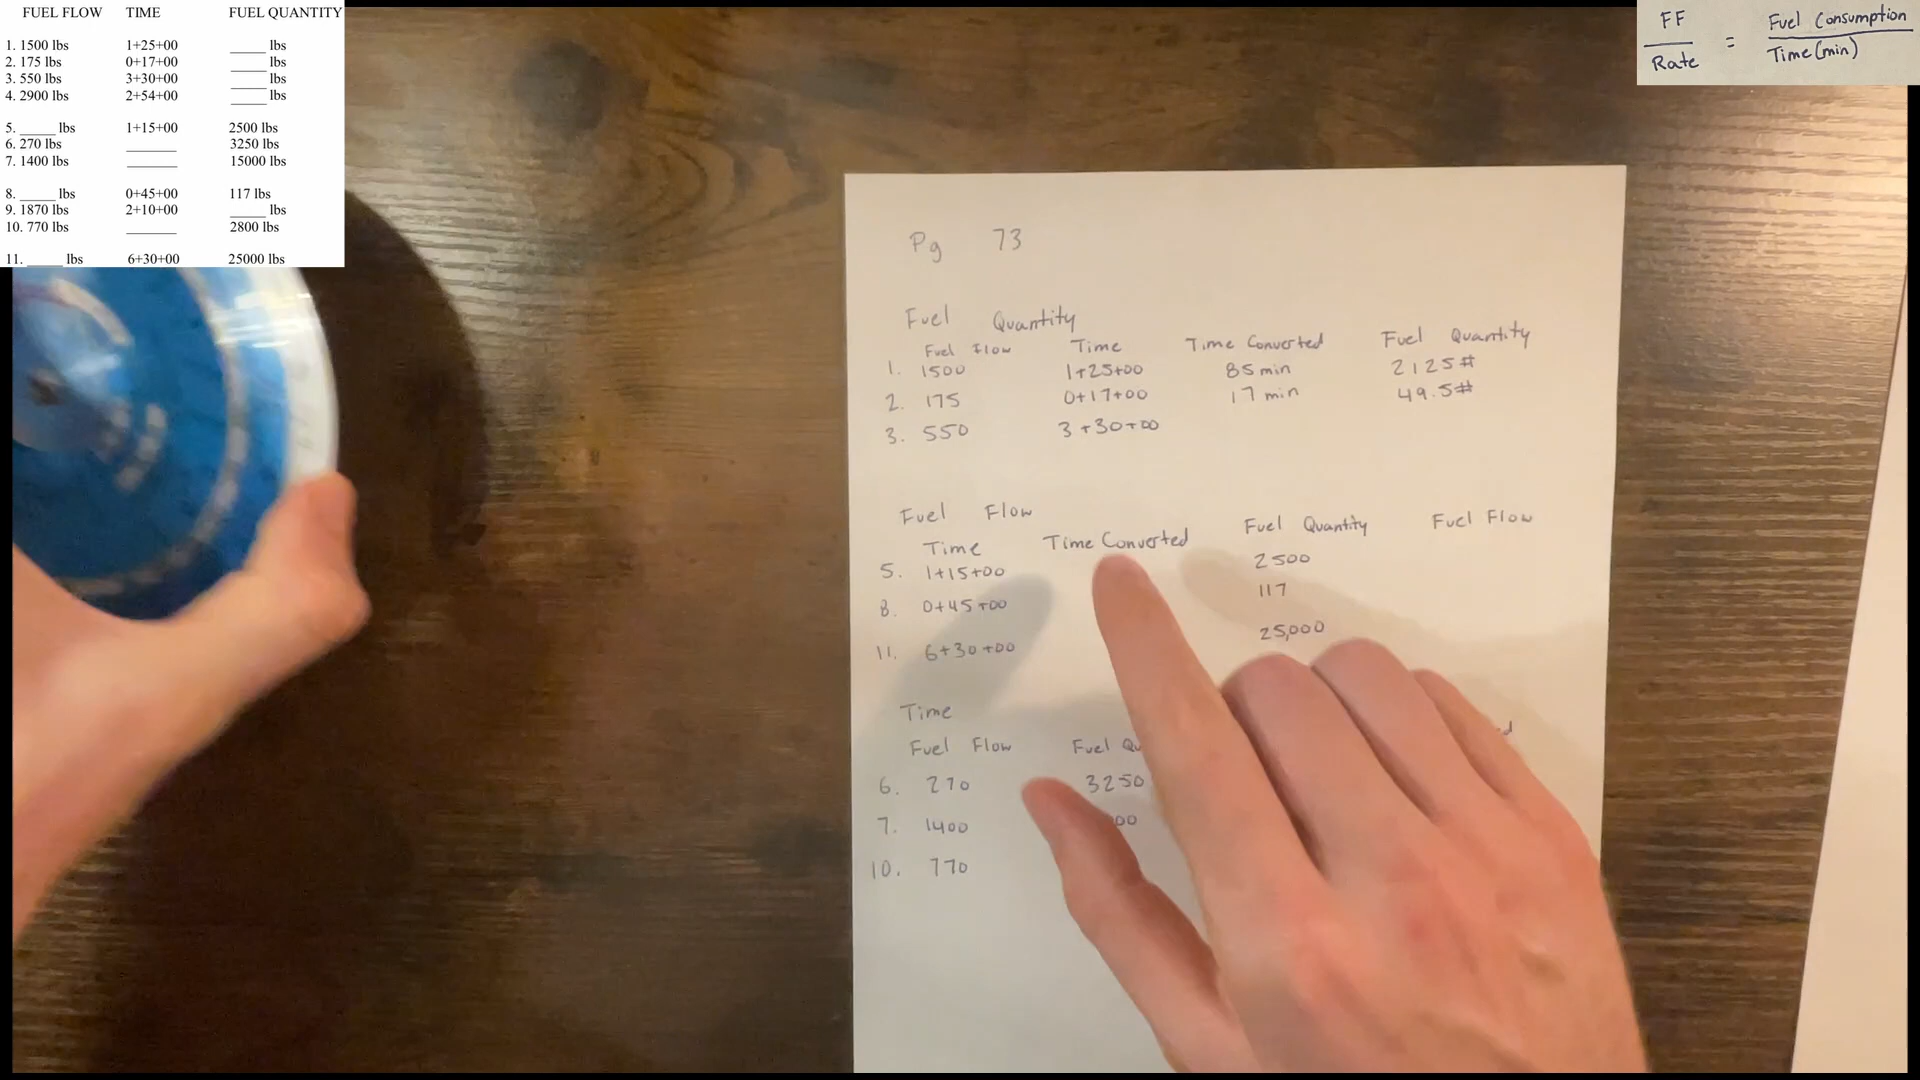 FUEL FLOW TIME FUEL QUANTITY
1. 1500 lbs 1+25+00 _____ lbs
2. 175 lbs 0+17+00 _____ lbs
3. 550 lbs 3+30+00 _____ lbs
4. 2900 lbs 2+54+00 _____ lbs
5. _____ lbs 1+15+00 2500 lbs
6. 270 lbs _______ 3250 lbs
7. 1400 lbs _______ 15000 lbs
8. _____ lbs 0+45+00 117 lbs
9. 1870 lbs 2+10+00 _____ lbs
10. 770 lbs _______ 2800 lbs
11. _____ lbs 6+30+00 25000 lbs
FF = Fuel Consumption
Rate Time(min)
Pg 73
Fuel Quantity
Fuel Flow Time Time Converted Fuel Quantity
1. 1500 1+25+00 85min 2125#
2. 175 0+17+00 17 min 49.5#
3. 550 3+30+00
Fuel Flow
Time Time Converted Fuel Quantity Fuel Flow
5. 1+15+00 2500
8. 0+45+00 117
11. 6+30+00 25,000
Time
Fuel Flow Fuel
6. 270 3250
7. 1400
10. 770